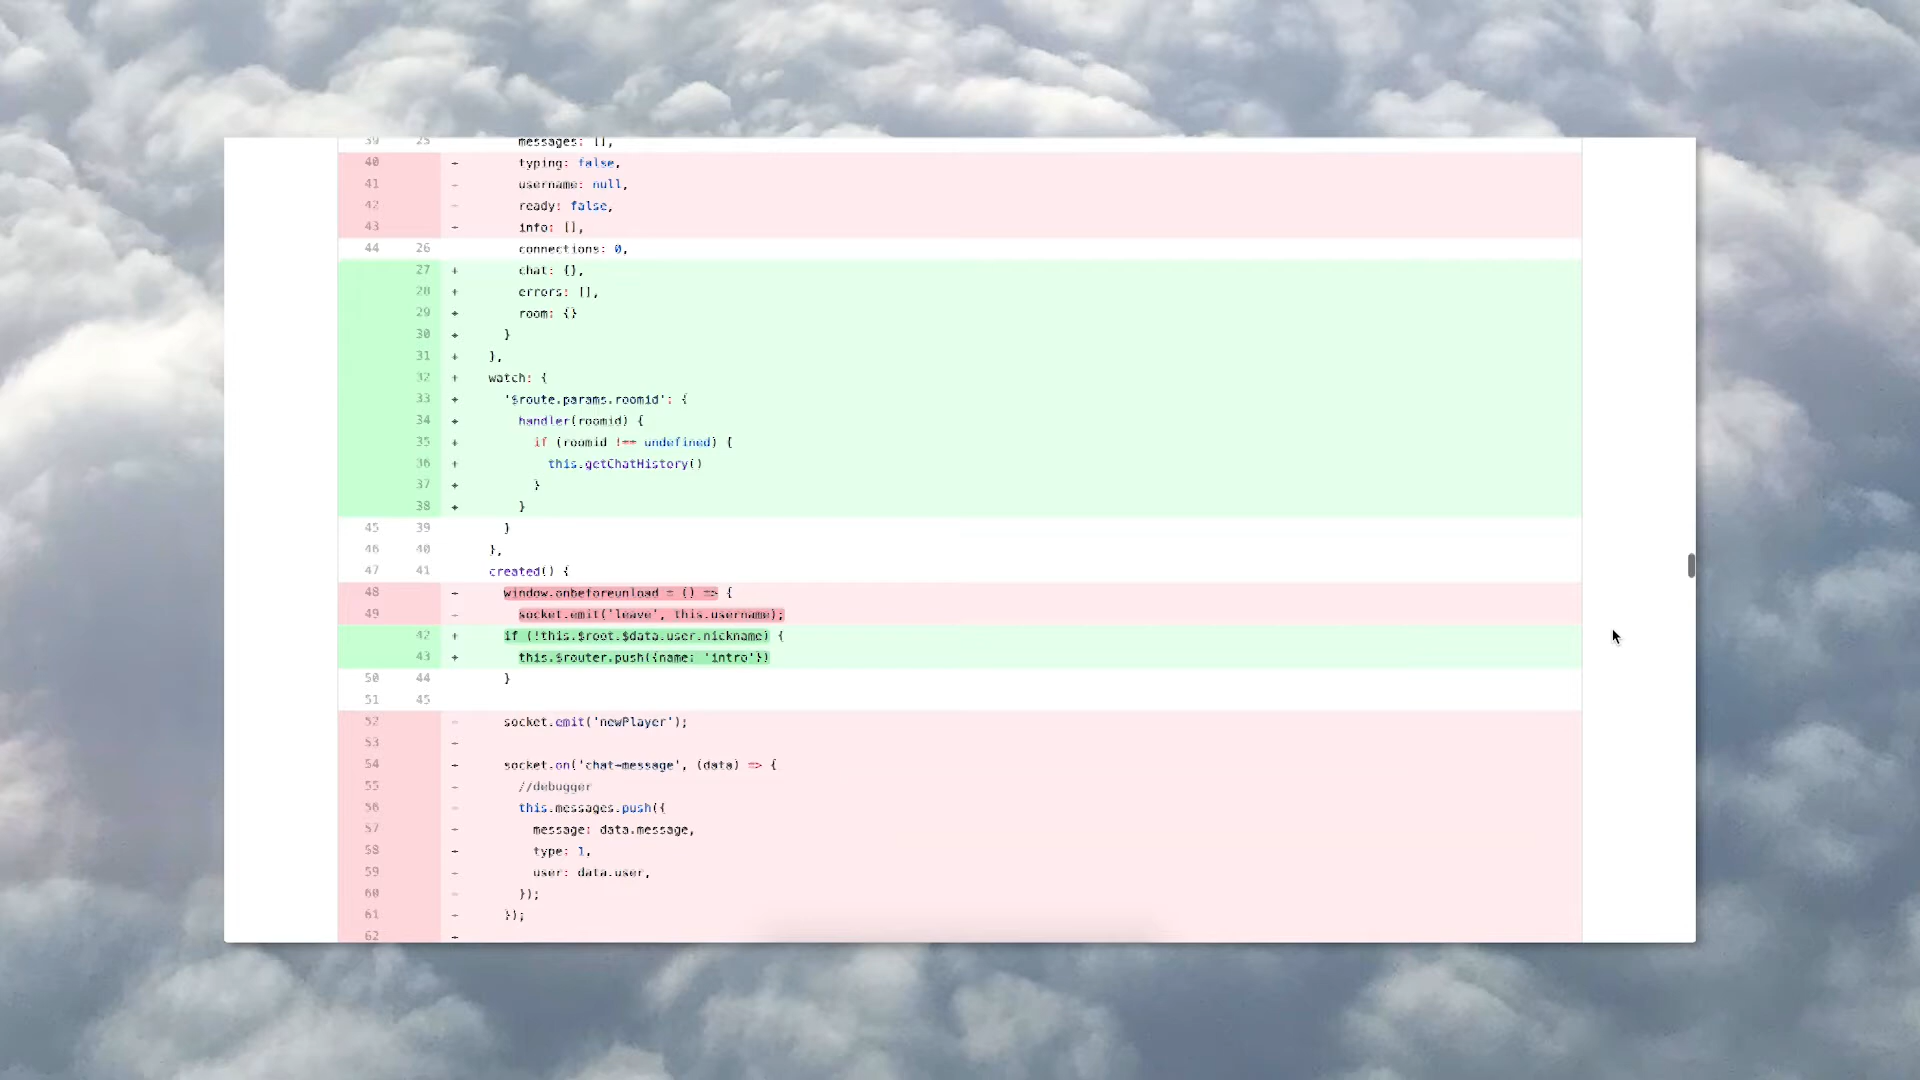 39 25 messages: [],
40 - typing: false,
41 - username: null,
42 - ready: false,
43 - info: [],
44 26 connections: 0,
27 + chat: {},
28 + errors: [],
29 + room: {}
30 + }
31 + },
32 + watch: {
33 + '$route.params.roomid': {
34 + handler(roomid) {
35 + if (roomid !== undefined) {
36 + this.getChatHistory()
37 + }
38 + }
45 39 }
46 40 },
47 41 created() {
48 - window.onbeforeunload = () => {
49 - socket.emit('leave', this.username);
42 + if (!this.$root.$data.user.nickname) {
43 + this.$router.push({name: 'intro'})
50 44 }
51 45
52 - socket.emit('newPlayer');
53 -
54 - socket.on('chat-message', (data) => {
55 - //debugger
56 - this.messages.push({
57 - message: data.message,
58 - type: 1,
59 - user: data.user,
60 - });
61 - });
62 -